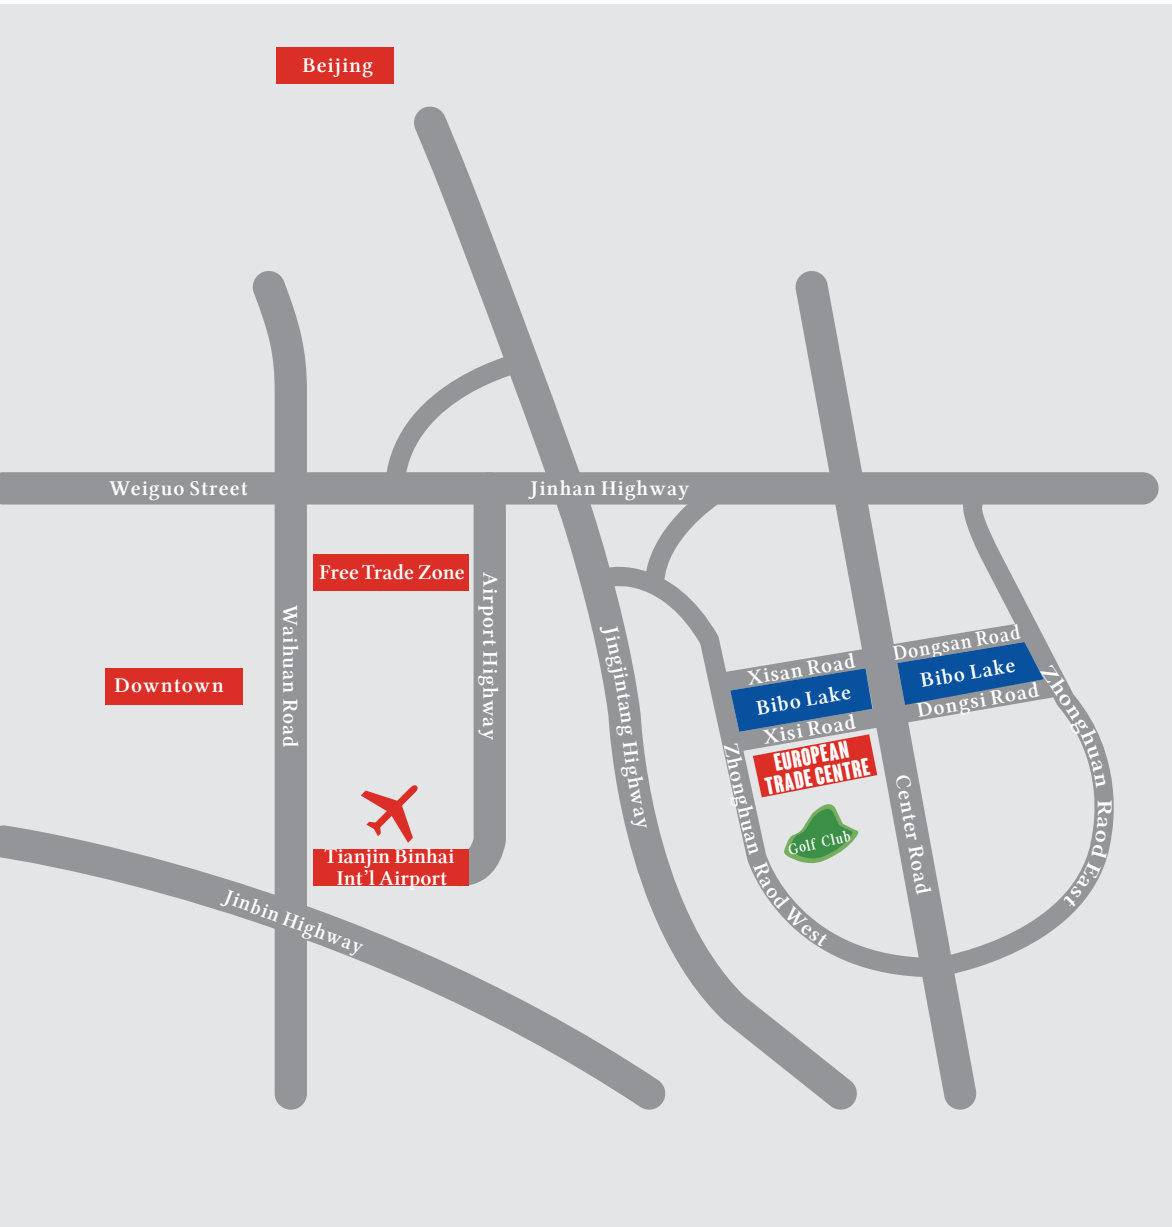 Beijing
Weiguo Street
Jinhan Highway
Free Trade Zone
Airport Highway
Waihuan Road
Downtown
Jingjintang Highway
Dongsan Road
Xisan Road
Bibo Lake
Bibo Lake
Dongsi Road
Xisi Road
EUROPEAN
TRADE CENTRE
Zhonghuan Raod West
Zhonghuan Raod East
Center Road
Golf Club
Tianjin Binhai
Int'l Airport
Jinbin Highway